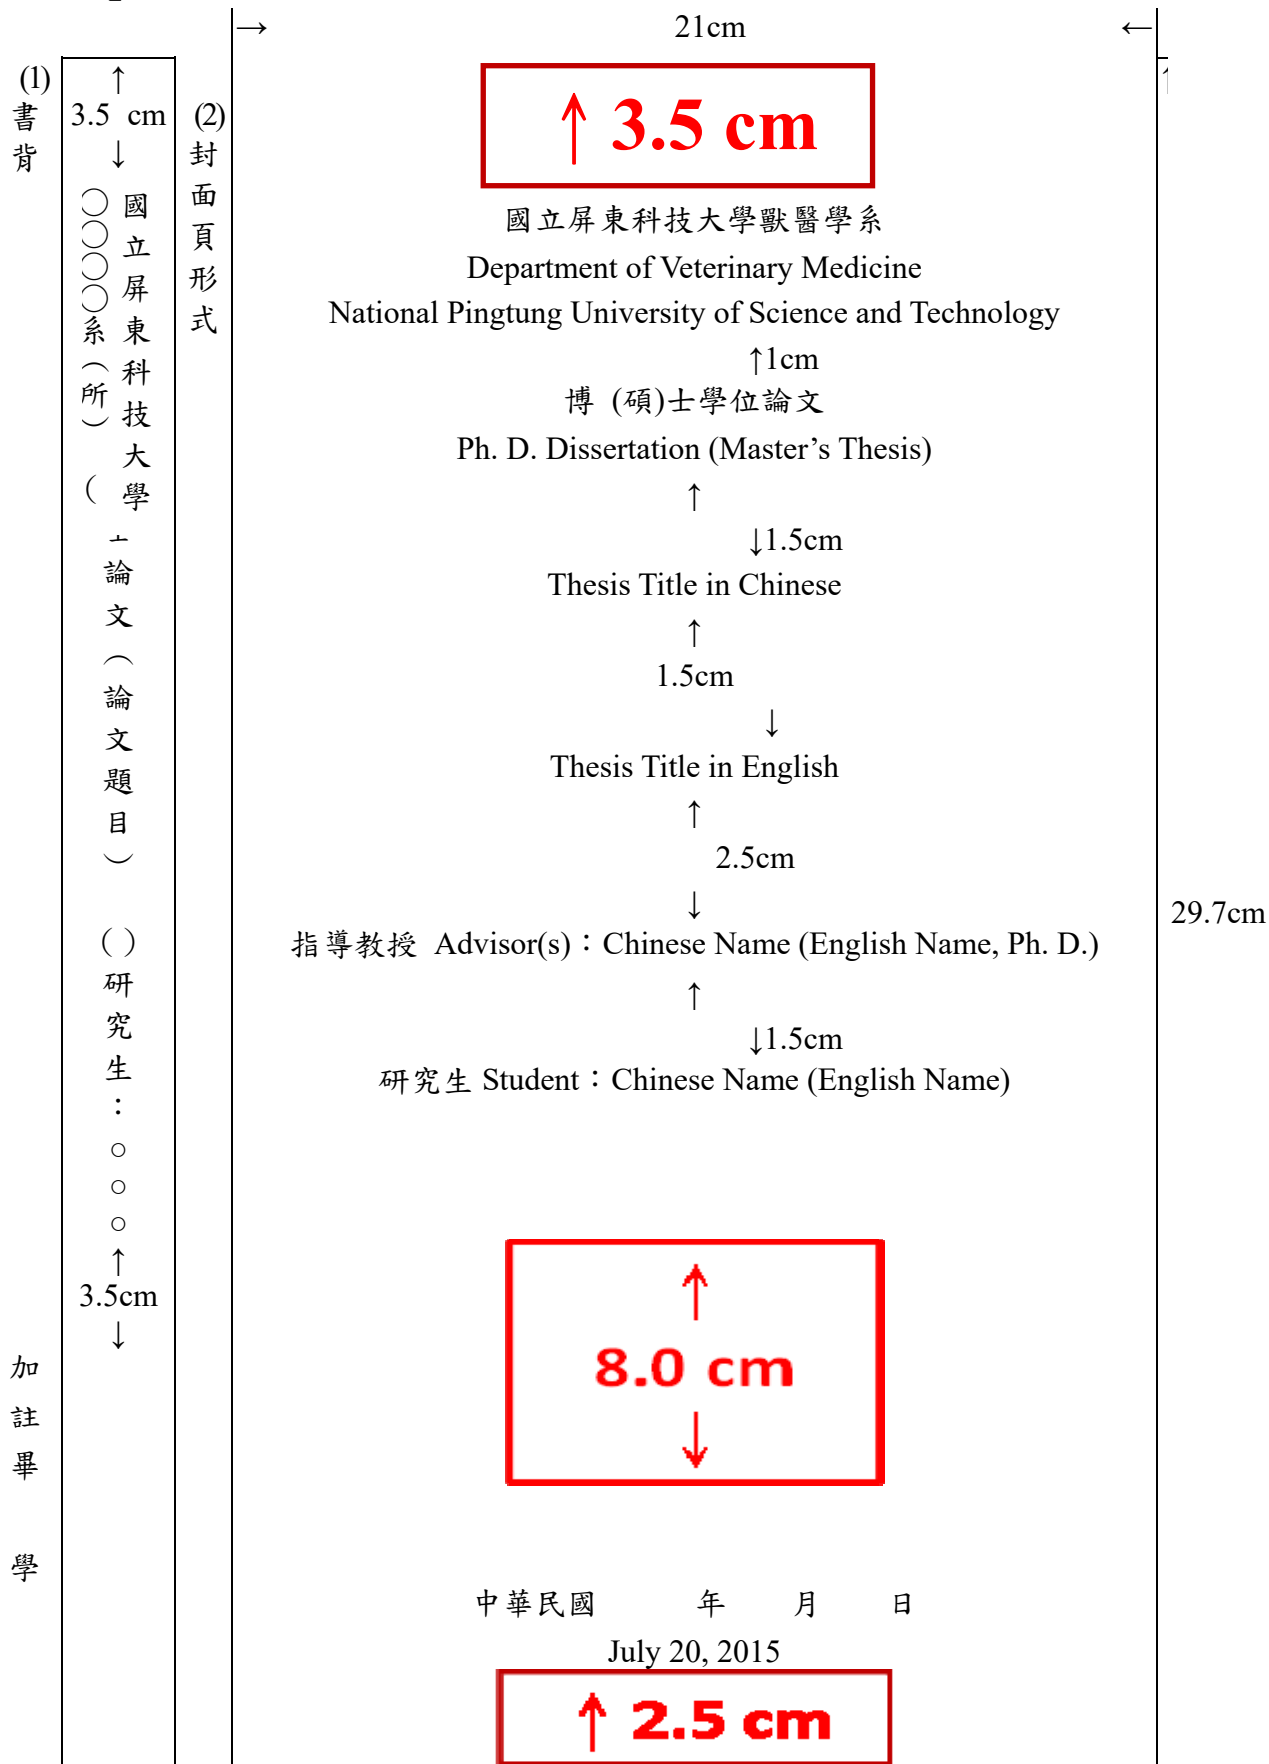 → 21cm ←
(1)
書背
↑
3.5 cm
↓
國立屏東科技大學
○○○○系(所)
(
論文(論文題目)
( )
研究生：○○○
↑
3.5cm
↓
加註畢 學
(2)
封面頁形式
↑ 3.5 cm
國立屏東科技大學獸醫學系
Department of Veterinary Medicine
National Pingtung University of Science and Technology
↑1cm
博 (碩)士學位論文
Ph. D. Dissertation (Master’s Thesis)
↑
↓1.5cm
Thesis Title in Chinese
↑
1.5cm
↓
Thesis Title in English
↑
2.5cm
↓
指導教授 Advisor(s)：Chinese Name (English Name, Ph. D.)
↑
↓1.5cm
研究生 Student：Chinese Name (English Name)
↑
8.0 cm
↓
中華民國 年 月 日
July 20, 2015
↑ 2.5 cm
29.7cm